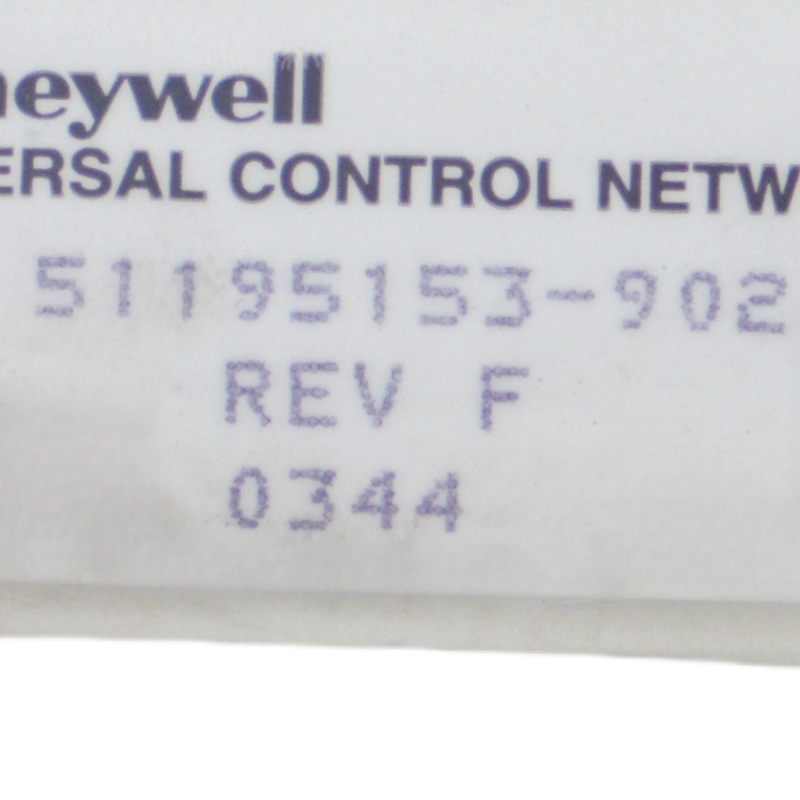 neywell
ERSAL CONTROL NETW
51195153-902
REV F
0344